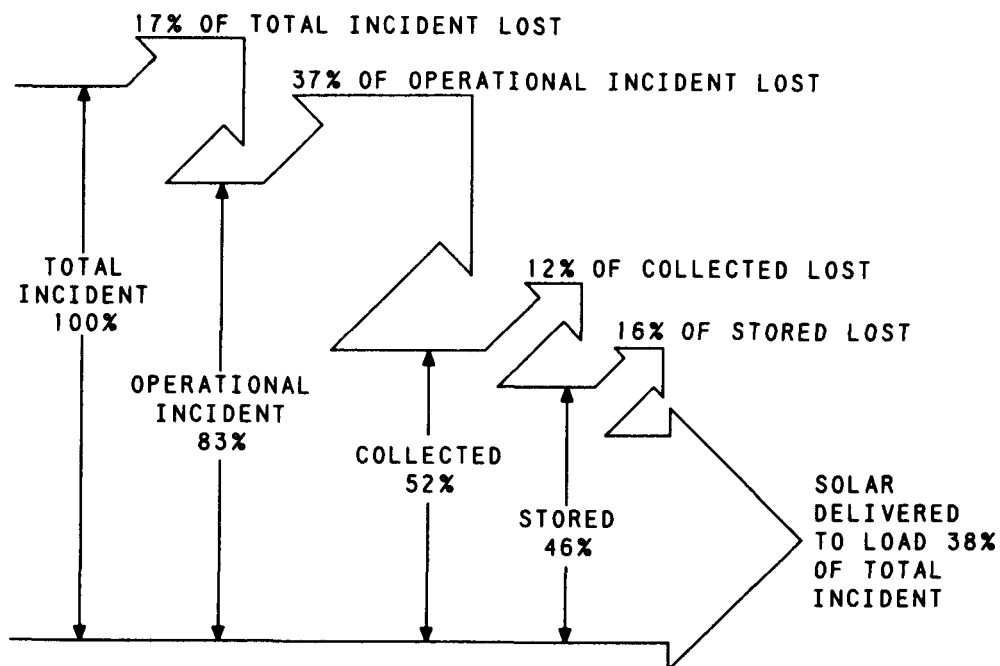 17% OF TOTAL INCIDENT LOST
37% OF OPERATIONAL INCIDENT LOST
TOTAL
INCIDENT
100%
12% OF COLLECTED LOST
16% OF STORED LOST
OPERATIONAL
INCIDENT
83%
COLLECTED
52%
STORED
46%
SOLAR
DELIVERED
TO LOAD 38%
OF TOTAL
INCIDENT